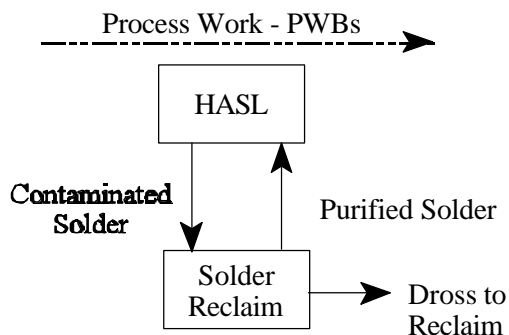 Process Work - PWBs
HASL
Contaminated
Solder
Purified Solder
Solder
Reclaim
Dross to
Reclaim